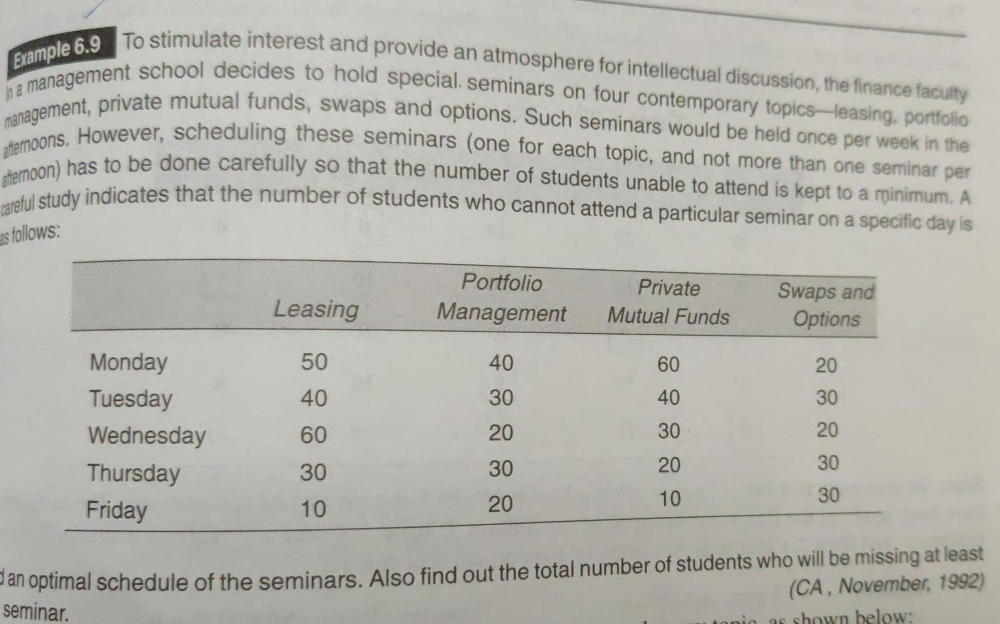 Example 6.9 To stimulate interest and provide an atmosphere for intellectual discussion, the finance faculty
in a management school decides to hold special. seminars on four contemporary topics—leasing, portfolio
management, private mutual funds, swaps and options. Such seminars would be held once per week in the
afternoons. However, scheduling these seminars (one for each topic, and not more than one seminar per
afternoon) has to be done carefully so that the number of students unable to attend is kept to a minimum. A
careful study indicates that the number of students who cannot attend a particular seminar on a specific day is
as follows:
Leasing Portfolio Management Private Mutual Funds Swaps and Options
Monday 50 40 60 20
Tuesday 40 30 40 30
Wednesday 60 20 30 20
Thursday 30 30 20 30
Friday 10 20 10 30
an optimal schedule of the seminars. Also find out the total number of students who will be missing at least
seminar. (CA, November, 1992)
topic, as shown below: